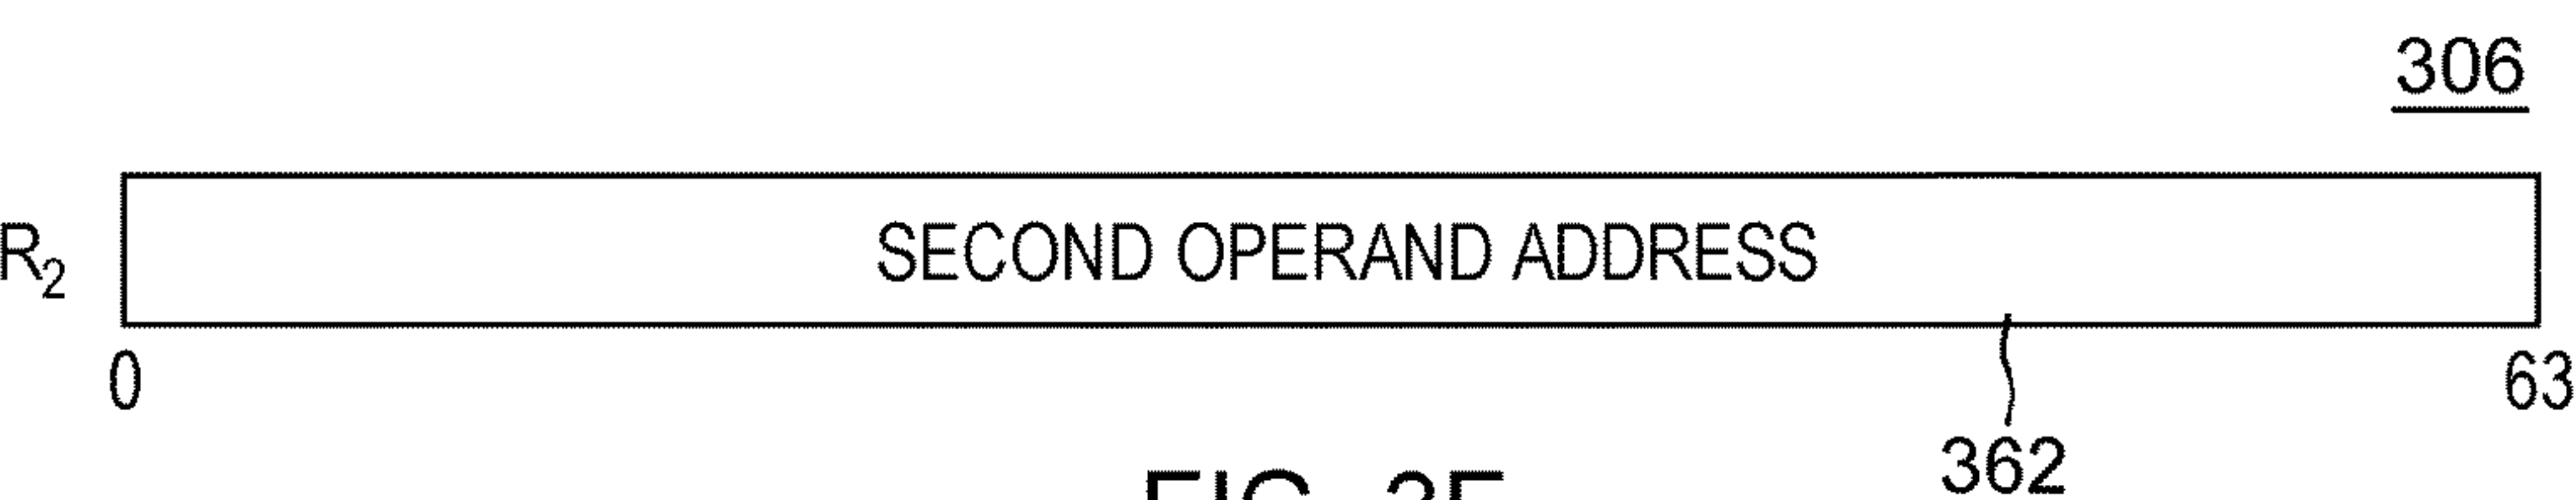 306
R₂ SECOND OPERAND ADDRESS
0 63
362